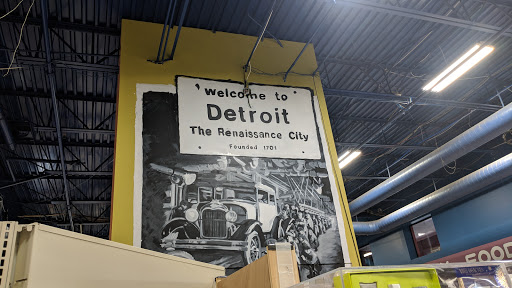 Welcome to
Detroit
The Renaissance City
Founded 1701
FOOD